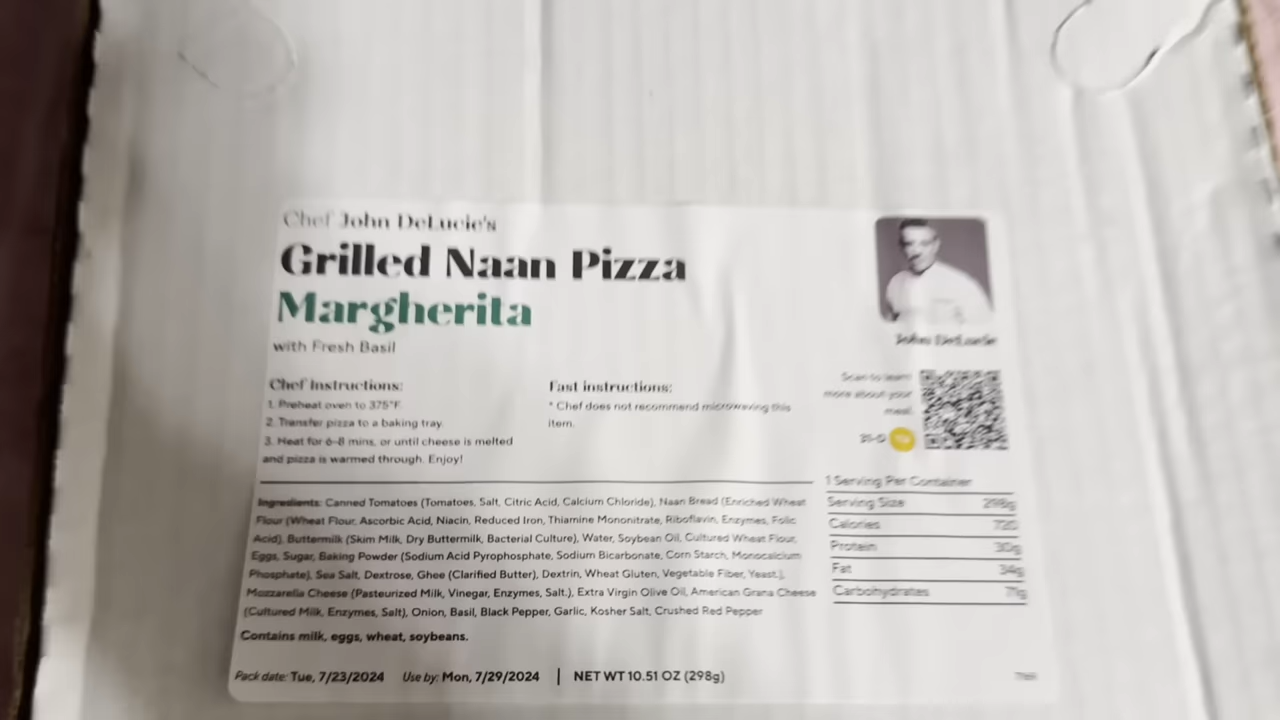 Chef John DeLucie's
Grilled Naan Pizza
Margherita
with Fresh Basil
John DeLucie
Chef Instructions:
1. Preheat oven to 375°F.
2. Transfer pizza to a baking tray.
3. Heat for 6-8 mins, or until cheese is melted
and pizza is warmed through. Enjoy!
Fast instructions:
* Chef does not recommend microwaving this
item.
Scan to learn
more about your
meal.
Ingredients: Canned Tomatoes (Tomatoes, Salt, Citric Acid, Calcium Chloride), Naan Bread (Enriched Wheat
Flour (Wheat Flour, Ascorbic Acid, Niacin, Reduced Iron, Thiamine Mononitrate, Riboflavin, Enzymes, Folic
Acid), Buttermilk (Skim Milk, Dry Buttermilk, Bacterial Culture), Water, Soybean Oil, Cultured Wheat Flour,
Eggs, Sugar, Baking Powder (Sodium Acid Pyrophosphate, Sodium Bicarbonate, Corn Starch, Monocalcium
Phosphate), Sea Salt, Dextrose, Ghee (Clarified Butter), Dextrin, Wheat Gluten, Vegetable Fiber, Yeast.),
Mozzarella Cheese (Pasteurized Milk, Vinegar, Enzymes, Salt.), Extra Virgin Olive Oil, American Grana Cheese
(Cultured Milk, Enzymes, Salt), Onion, Basil, Black Pepper, Garlic, Kosher Salt, Crushed Red Pepper
Contains milk, eggs, wheat, soybeans.
1 Serving Per Container
Serving Size 298g
Calories 720
Protein 30g
Fat 34g
Carbohydrates 71g
Pack date: Tue, 7/23/2024 Use by: Mon, 7/29/2024 | NET WT 10.51 OZ (298g)